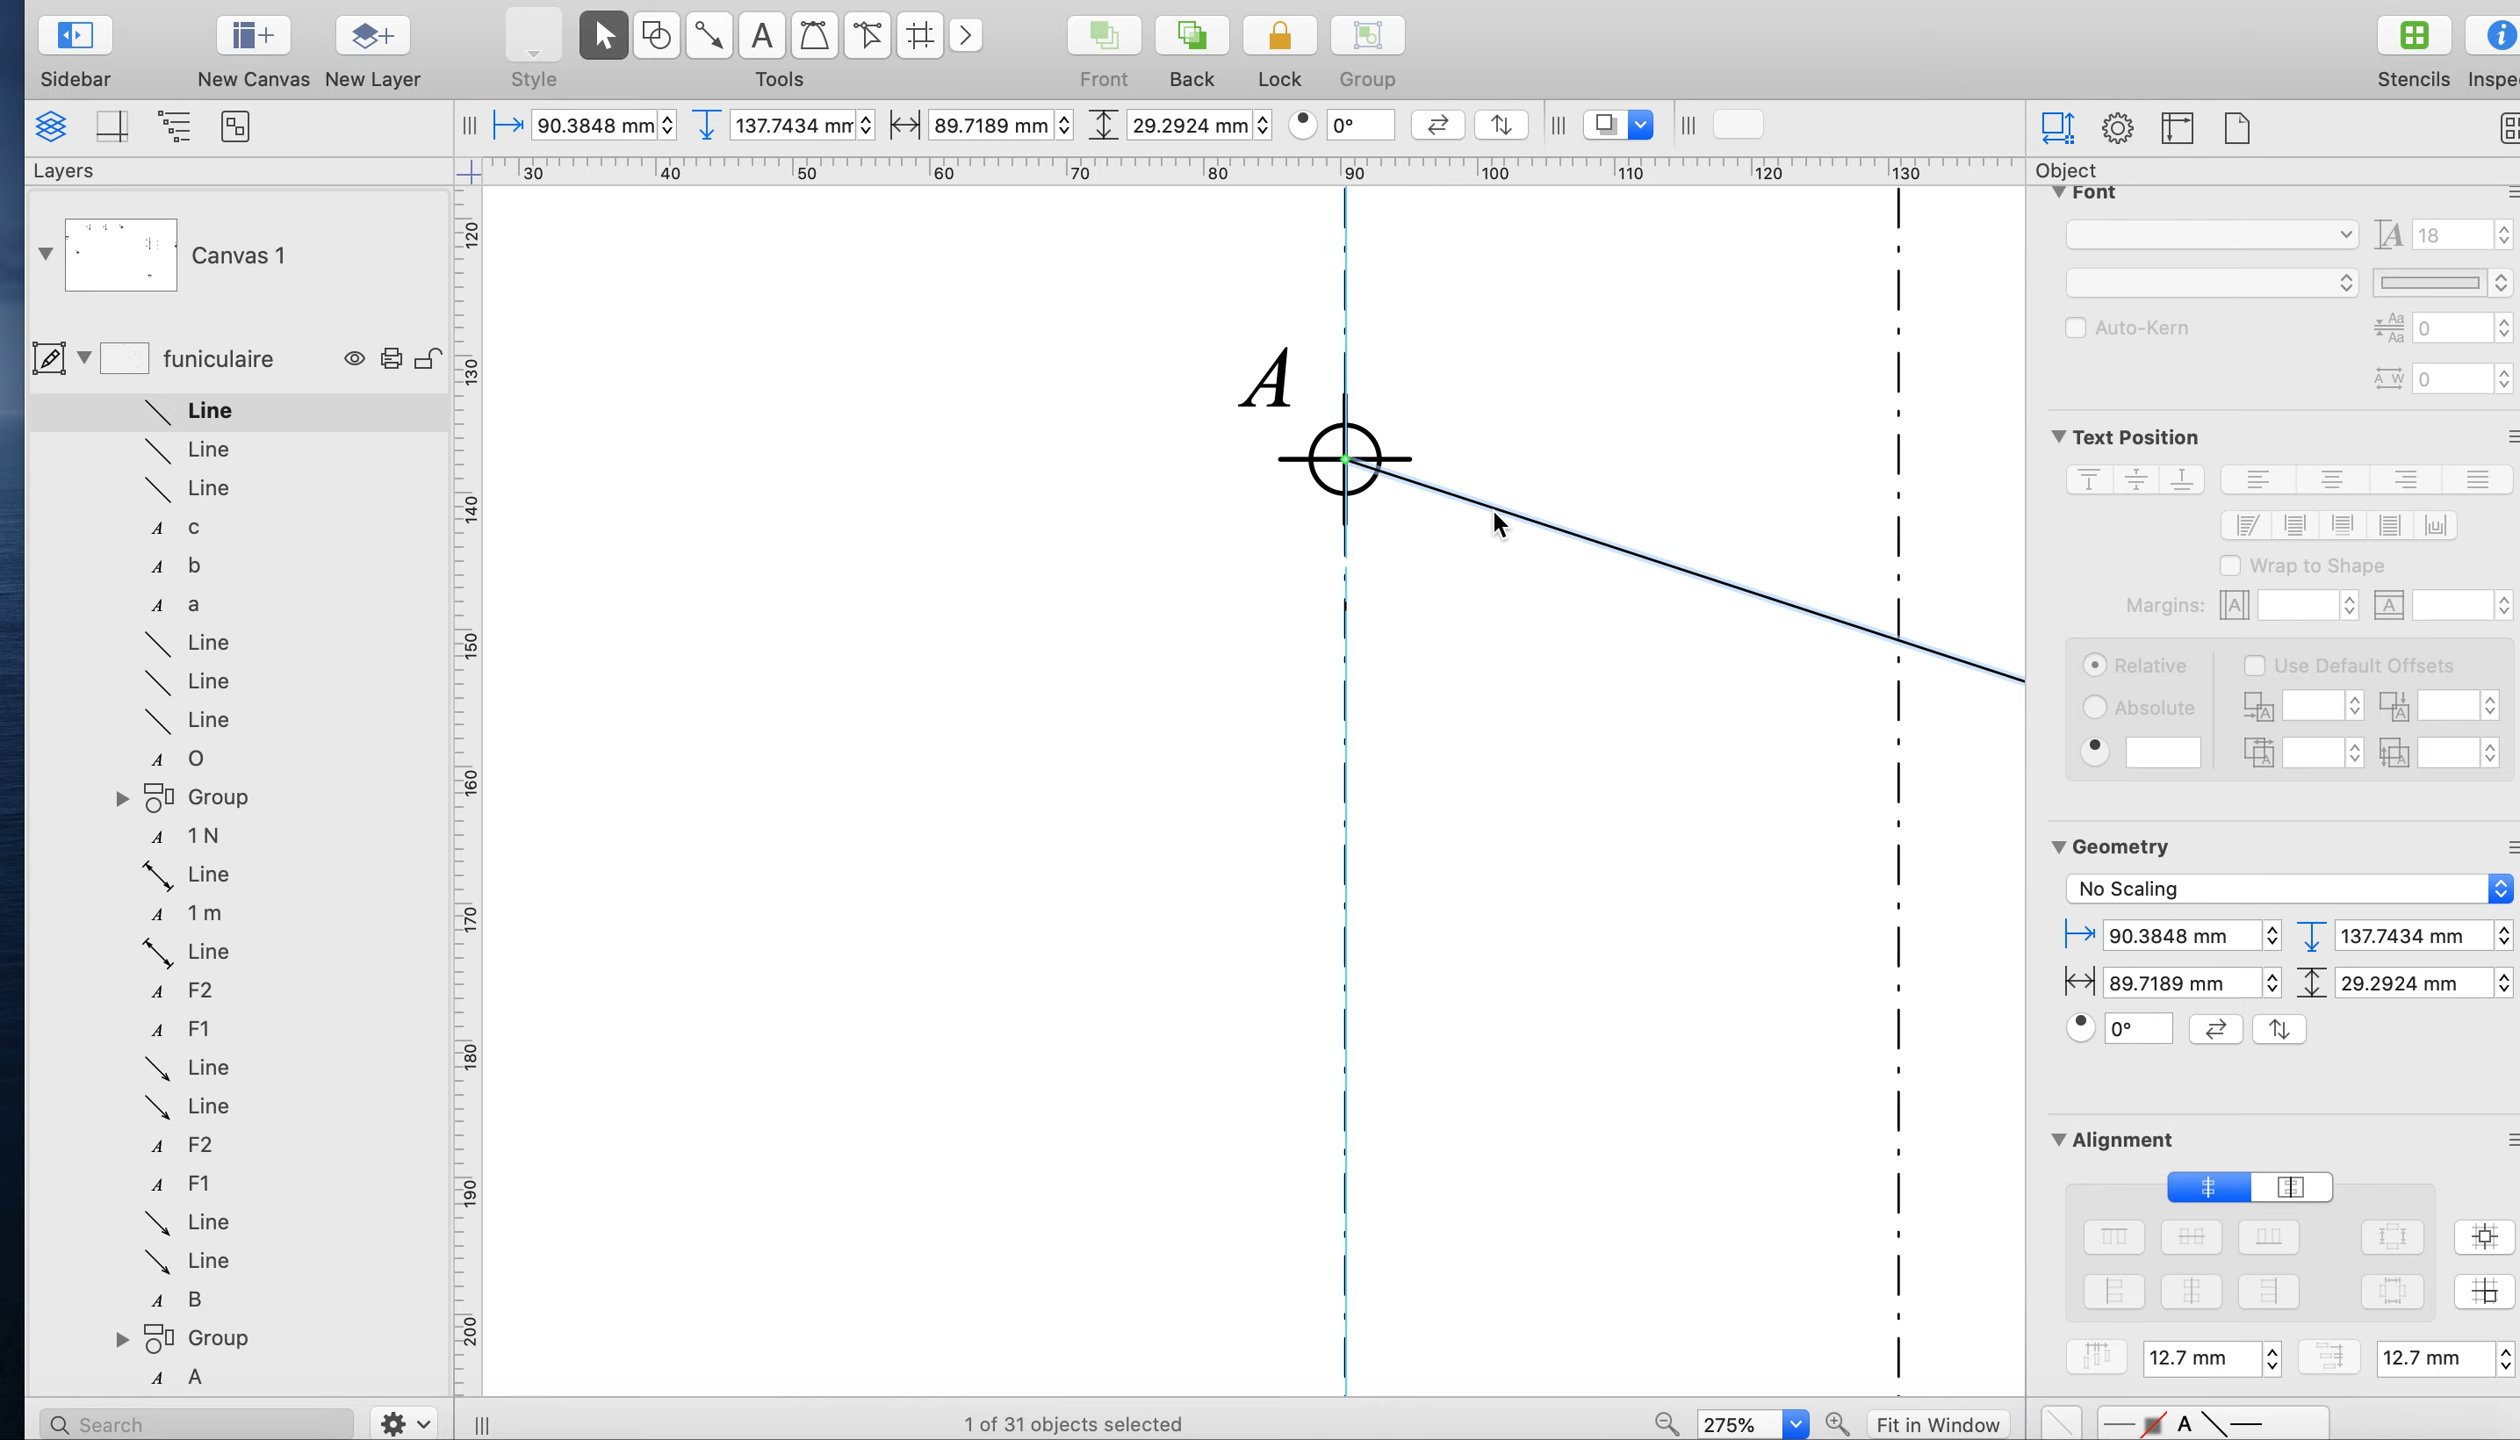 Sidebar New Canvas New Layer Style Tools Front Back Lock Group Stencils Inspe
90.3848 mm 137.7434 mm 89.7189 mm 29.2924 mm 0°
Layers
30 40 50 60 70 80 90 100 110 120 130
Object
Canvas 1
funiculaire
Line
Line
Line
c
b
a
Line
Line
Line
O
Group
1 N
Line
1 m
Line
F2
F1
Line
Line
F2
F1
Line
Line
B
Group
A
Search
120
130
140
150
160
170
180
190
200
A
1 of 31 objects selected
275%
Fit in Window
Font
18
Auto-Kern
0
0
Text Position
Wrap to Shape
Margins:
Relative
Use Default Offsets
Absolute
Geometry
No Scaling
90.3848 mm 137.7434 mm
89.7189 mm 29.2924 mm
0°
Alignment
12.7 mm 12.7 mm
A